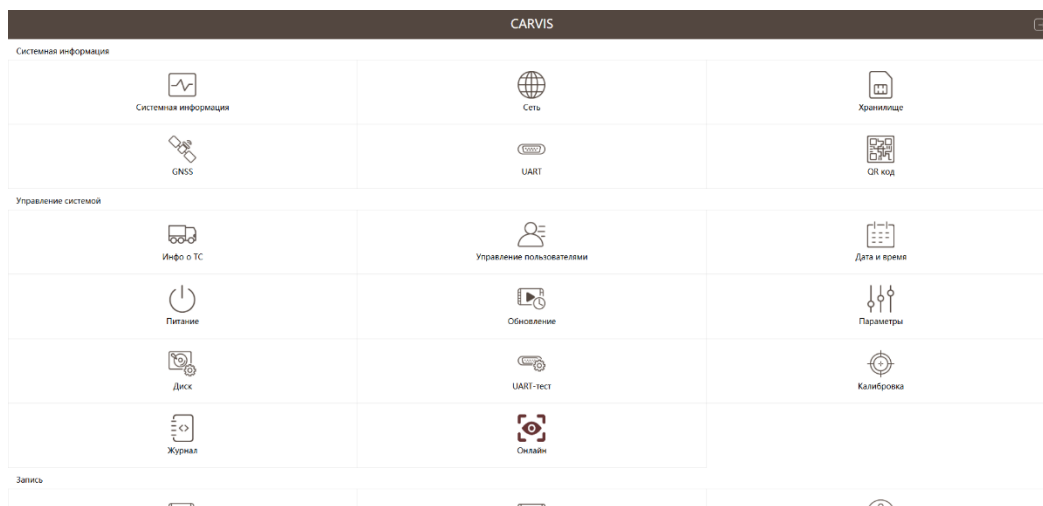 CARVIS
Системная информация
Системная информация
Сеть
Хранилище
GNSS
UART
QR код
Управление системой
Инфо о ТС
Управление пользователями
Дата и время
Питание
Обновление
Параметры
Диск
UART-тест
Калибровка
Журнал
Онлайн
Запись